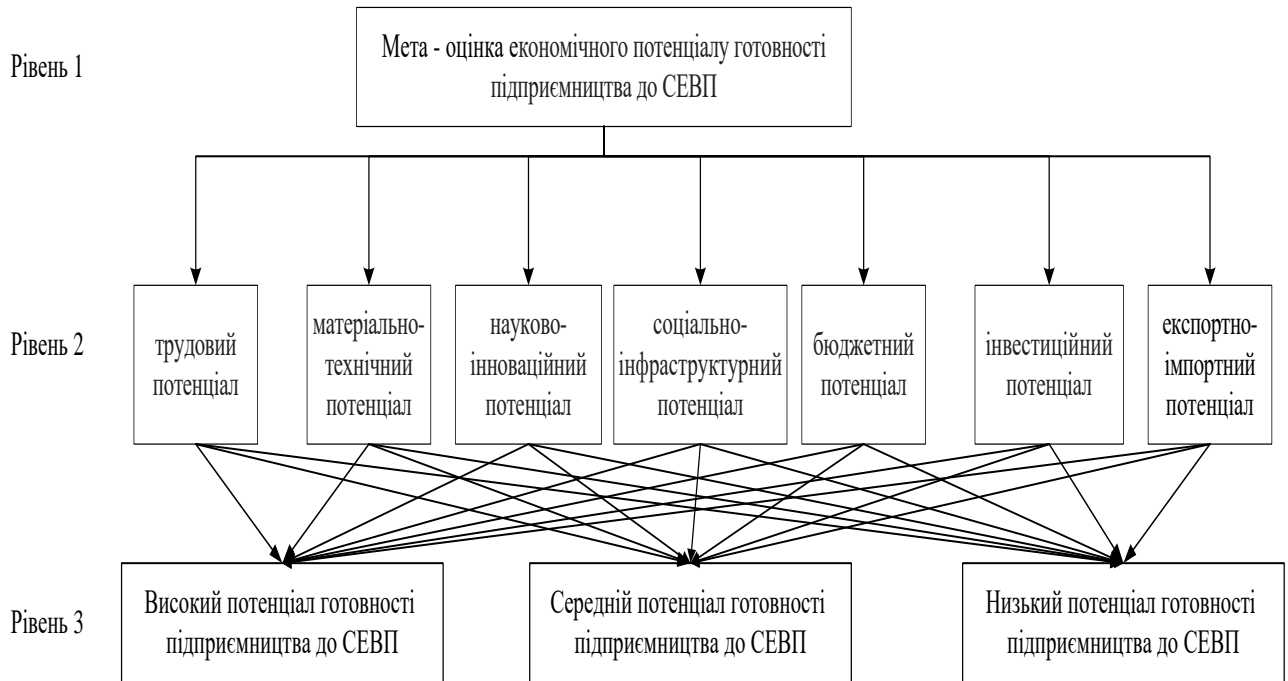 Рівень 1
Мета - оцінка економічного потенціалу готовності
підприємництва до СЕВП
Рівень 2
трудовий
потенціал
матеріально-
технічний
потенціал
науково-
інноваційний
потенціал
соціально-
інфраструктурний
потенціал
бюджетний
потенціал
інвестиційний
потенціал
експортно-
імпортний
потенціал
Рівень 3
Високий потенціал готовності
підприємництва до СЕВП
Середній потенціал готовності
підприємництва до СЕВП
Низький потенціал готовності
підприємництва до СЕВП